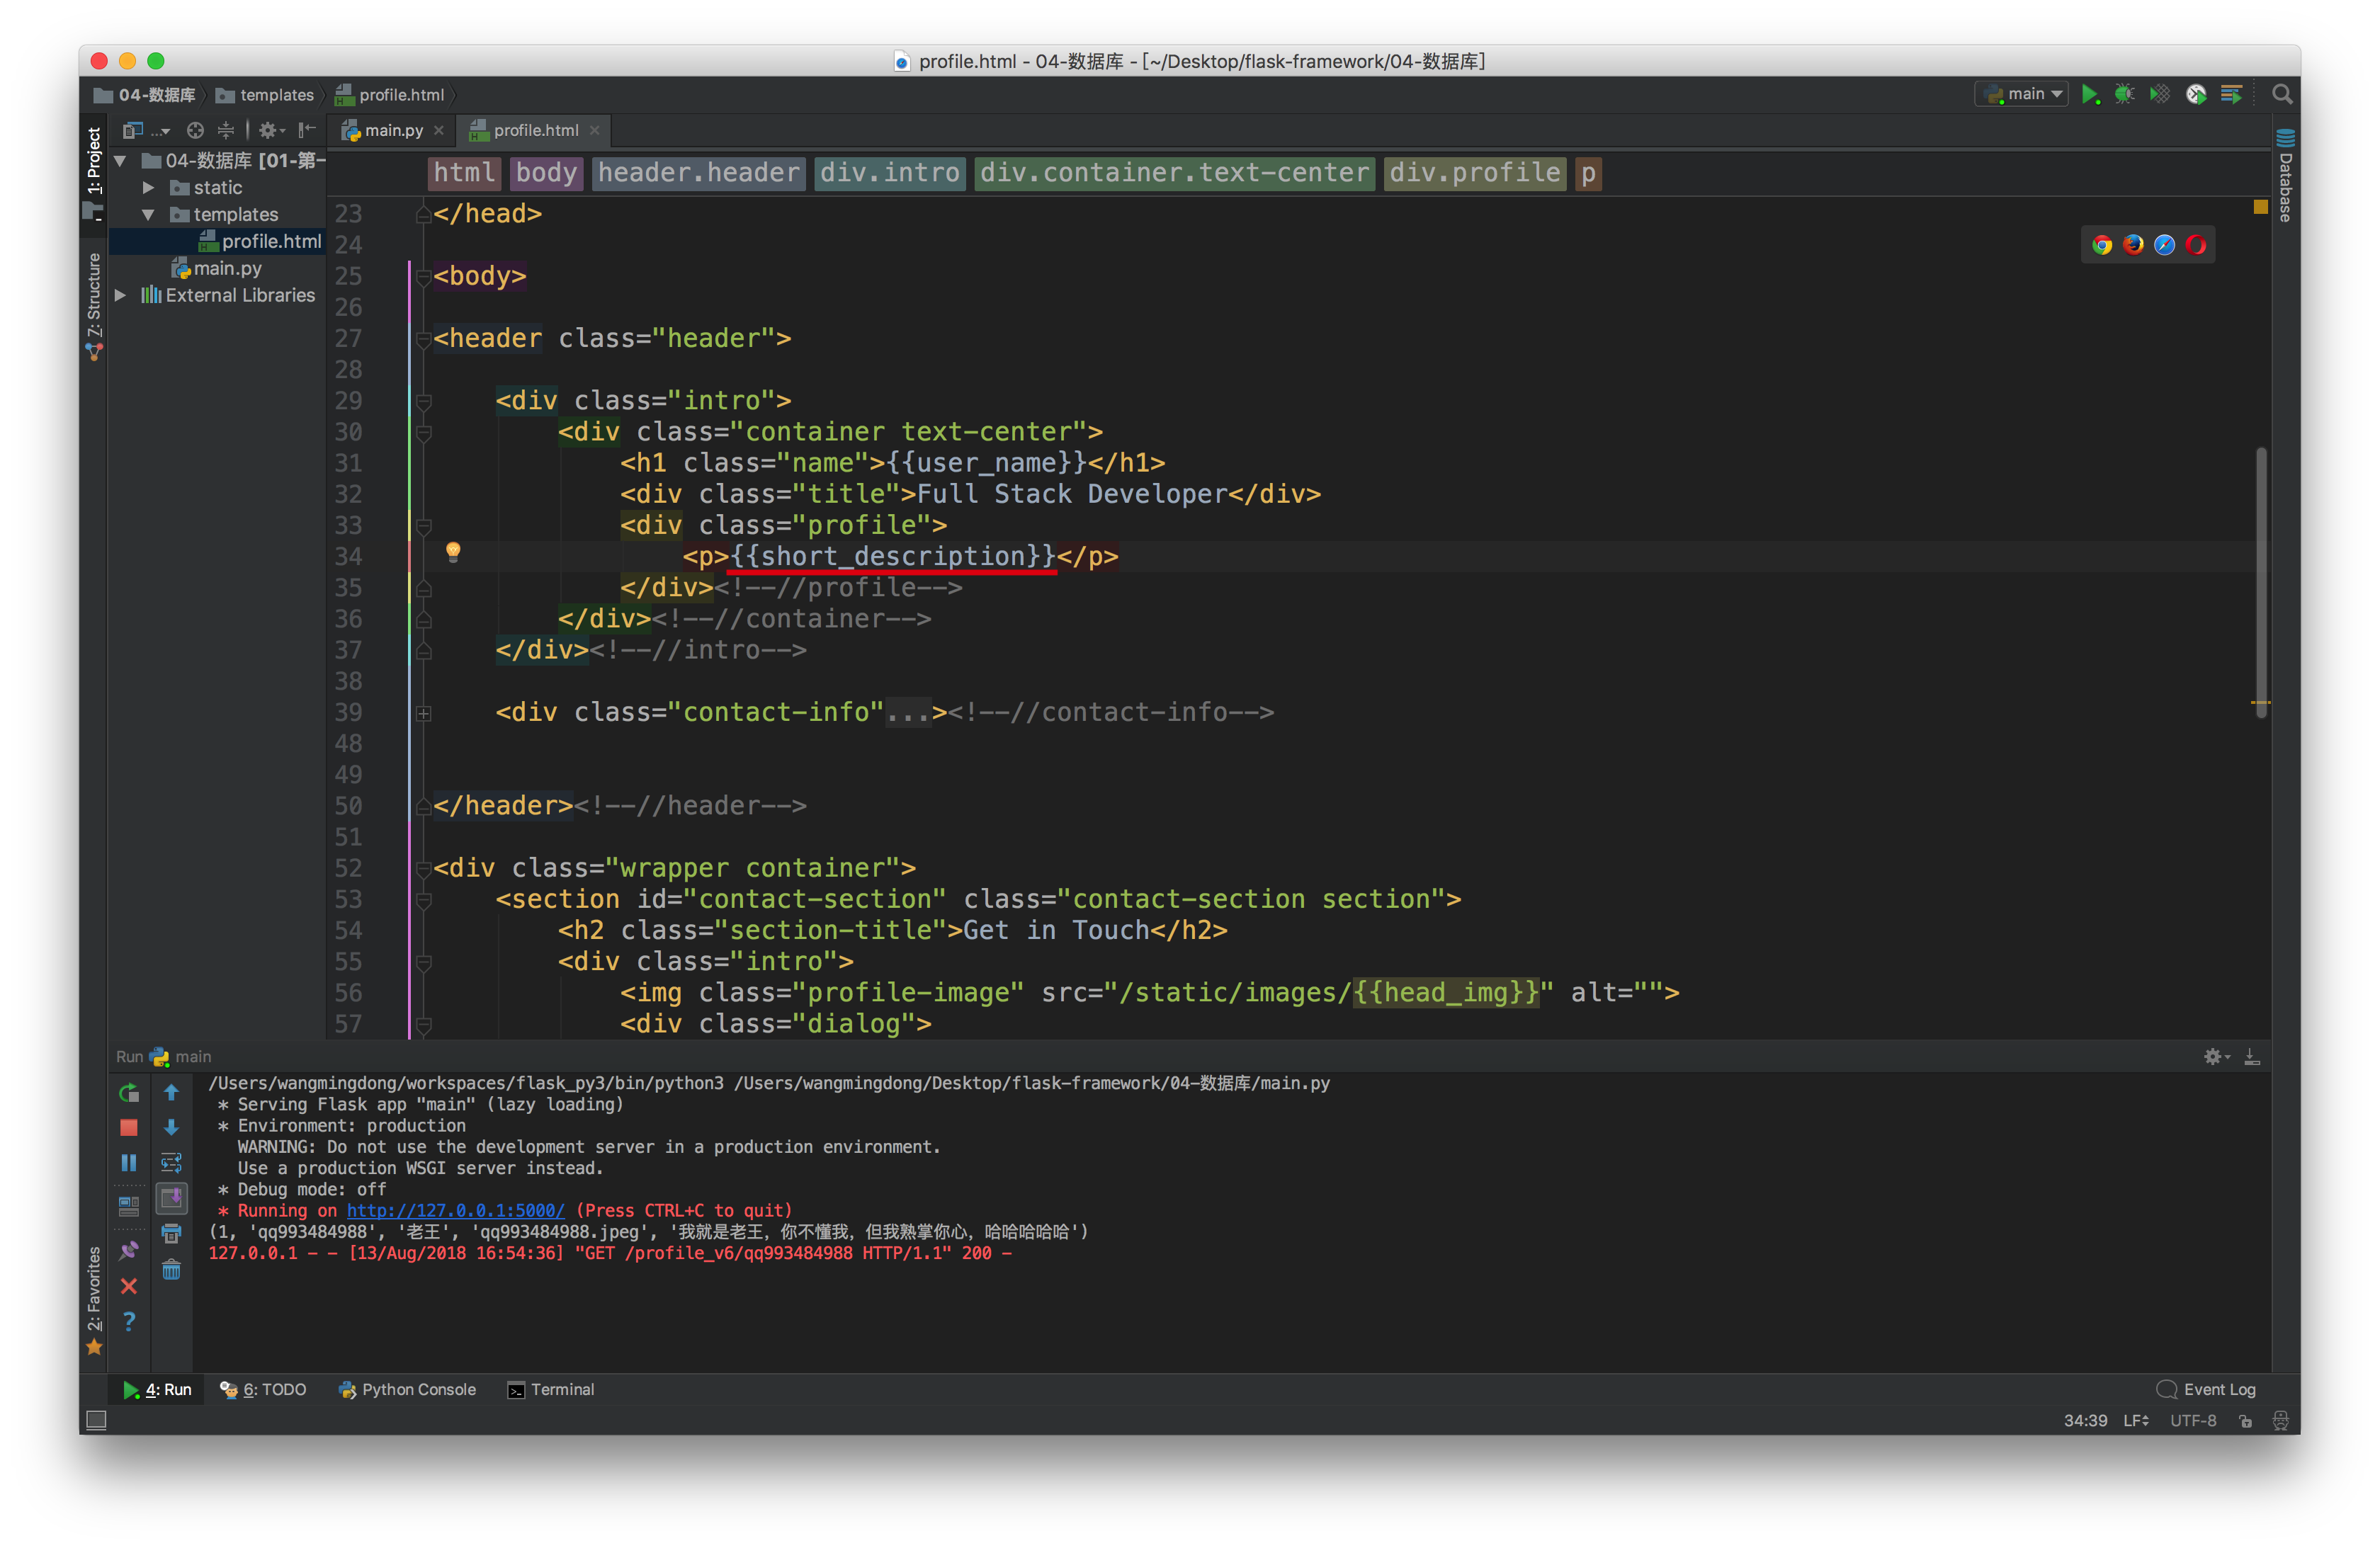 profile.html - 04-数据库 - [~/Desktop/flask-framework/04-数据库]
04-数据库 templates profile.html main
... main.py profile.html
1: Project
Z: Structure
2: Favorites
Database
04-数据库 [01-第一
static
templates
profile.html
main.py
External Libraries
html body header.header div.intro div.container.text-center div.profile p
23 </head>
24
25 <body>
26
27 <header class="header">
28
29 <div class="intro">
30 <div class="container text-center">
31 <h1 class="name">{{user_name}}</h1>
32 <div class="title">Full Stack Developer</div>
33 <div class="profile">
34 <p>{{short_description}}</p>
35 </div><!--//profile-->
36 </div><!--//container-->
37 </div><!--//intro-->
38
39 <div class="contact-info"...><!--//contact-info-->
48
49
50 </header><!--//header-->
51
52 <div class="wrapper container">
53 <section id="contact-section" class="contact-section section">
54 <h2 class="section-title">Get in Touch</h2>
55 <div class="intro">
56 <img class="profile-image" src="/static/images/{{head_img}}" alt="">
57 <div class="dialog">
Run main
/Users/wangmingdong/workspaces/flask_py3/bin/python3 /Users/wangmingdong/Desktop/flask-framework/04-数据库/main.py
* Serving Flask app "main" (lazy loading)
* Environment: production
WARNING: Do not use the development server in a production environment.
Use a production WSGI server instead.
* Debug mode: off
* Running on http://127.0.0.1:5000/ (Press CTRL+C to quit)
(1, 'qq993484988', '老王', 'qq993484988.jpeg', '我就是老王，你不懂我，但我熟掌你心，哈哈哈哈哈')
127.0.0.1 - - [13/Aug/2018 16:54:36] "GET /profile_v6/qq993484988 HTTP/1.1" 200 -
4: Run 6: TODO Python Console Terminal Event Log
34:39 LF UTF-8